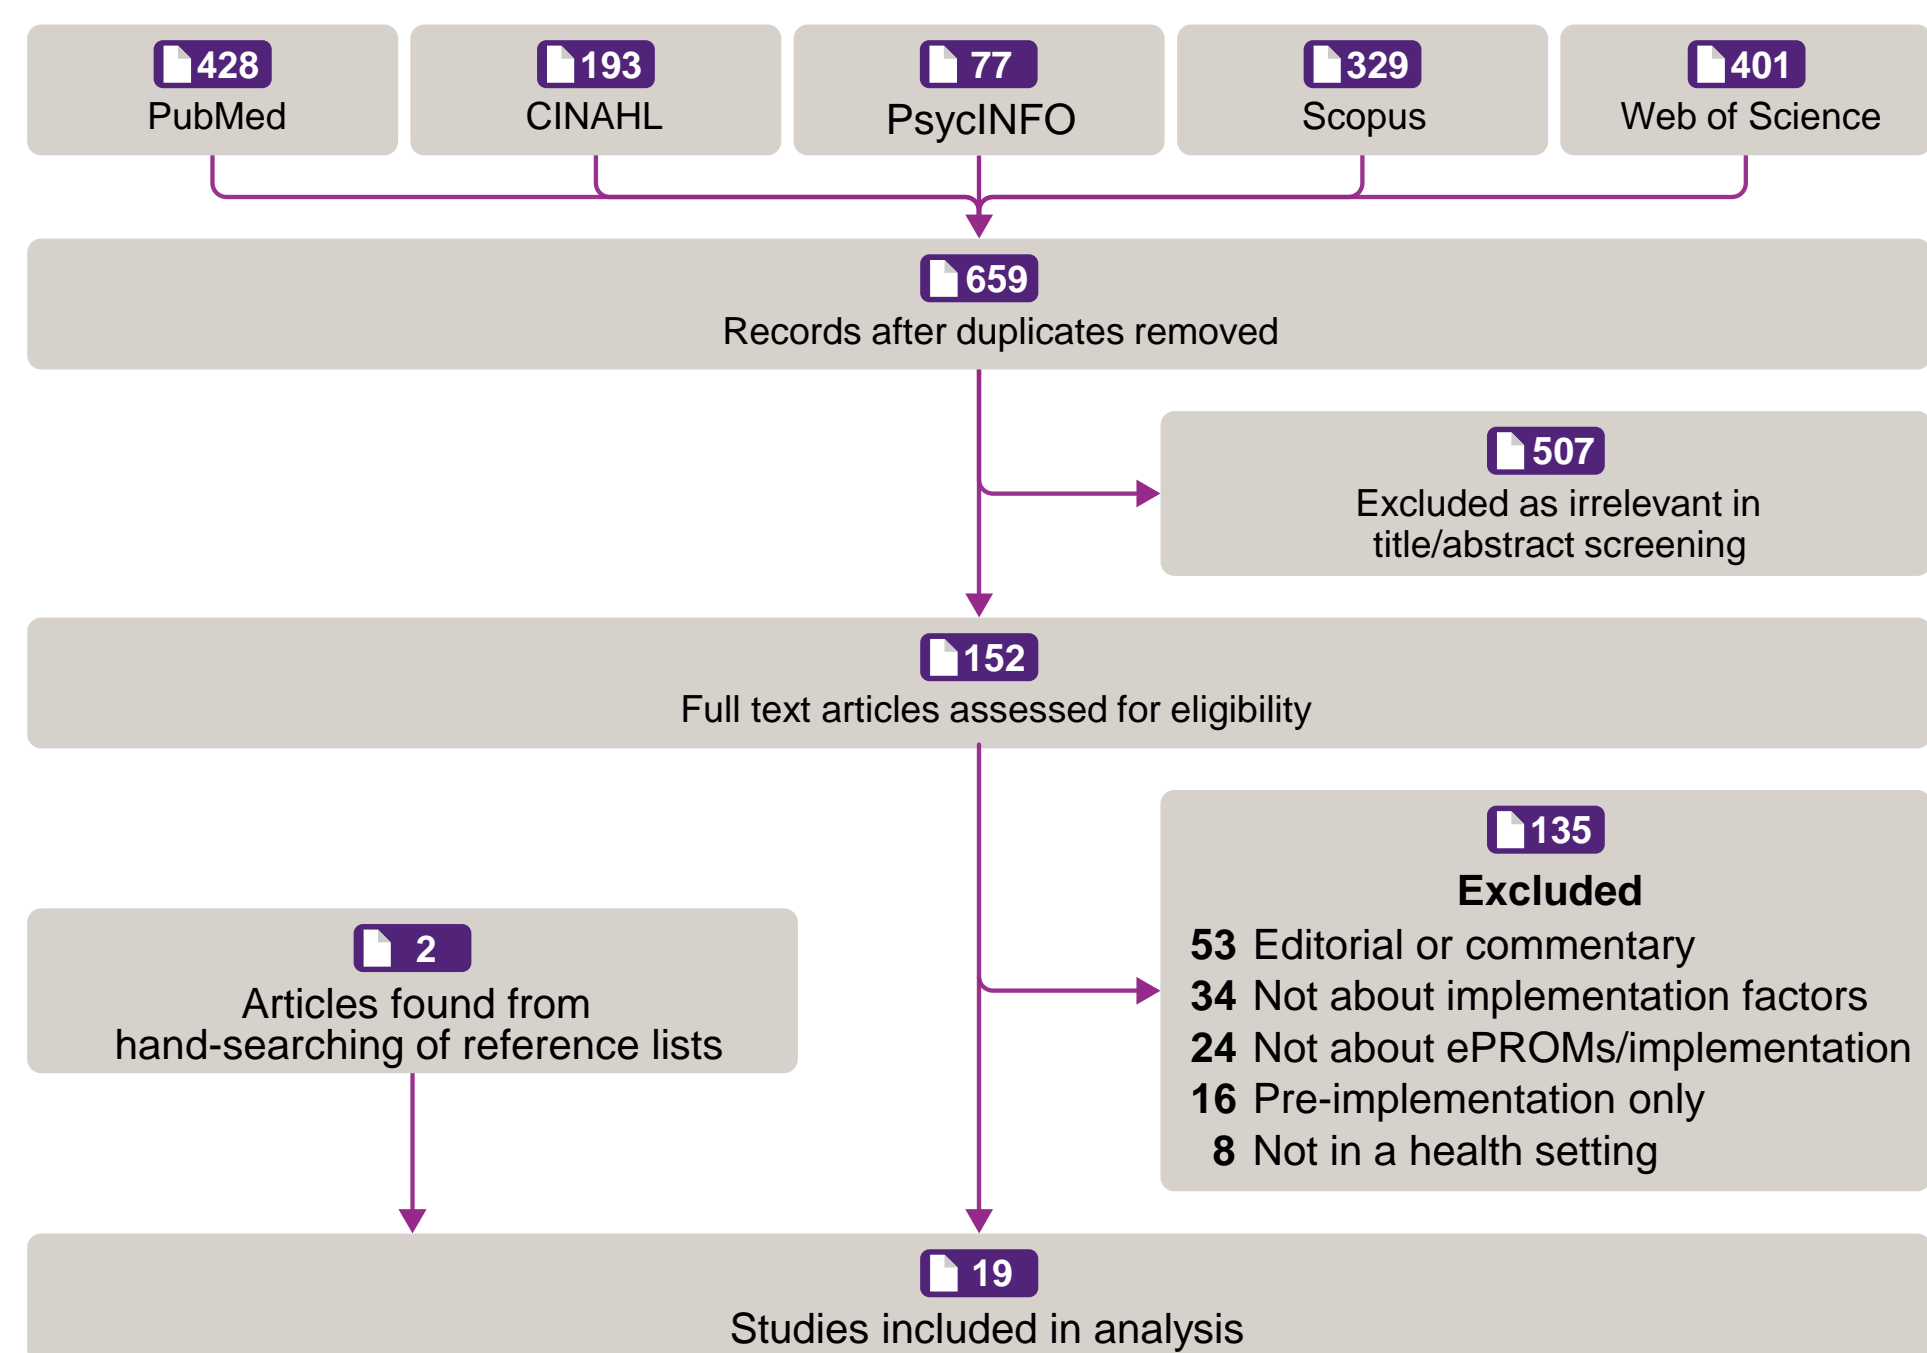 428
PubMed
193
CINAHL
77
PsycINFO
329
Scopus
401
Web of Science
659
Records after duplicates removed
507
Excluded as irrelevant in
title/abstract screening
152
Full text articles assessed for eligibility
2
Articles found from
hand-searching of reference lists
135
Excluded
53 Editorial or commentary
34 Not about implementation factors
24 Not about ePROMs/implementation
16 Pre-implementation only
8 Not in a health setting
19
Studies included in analysis